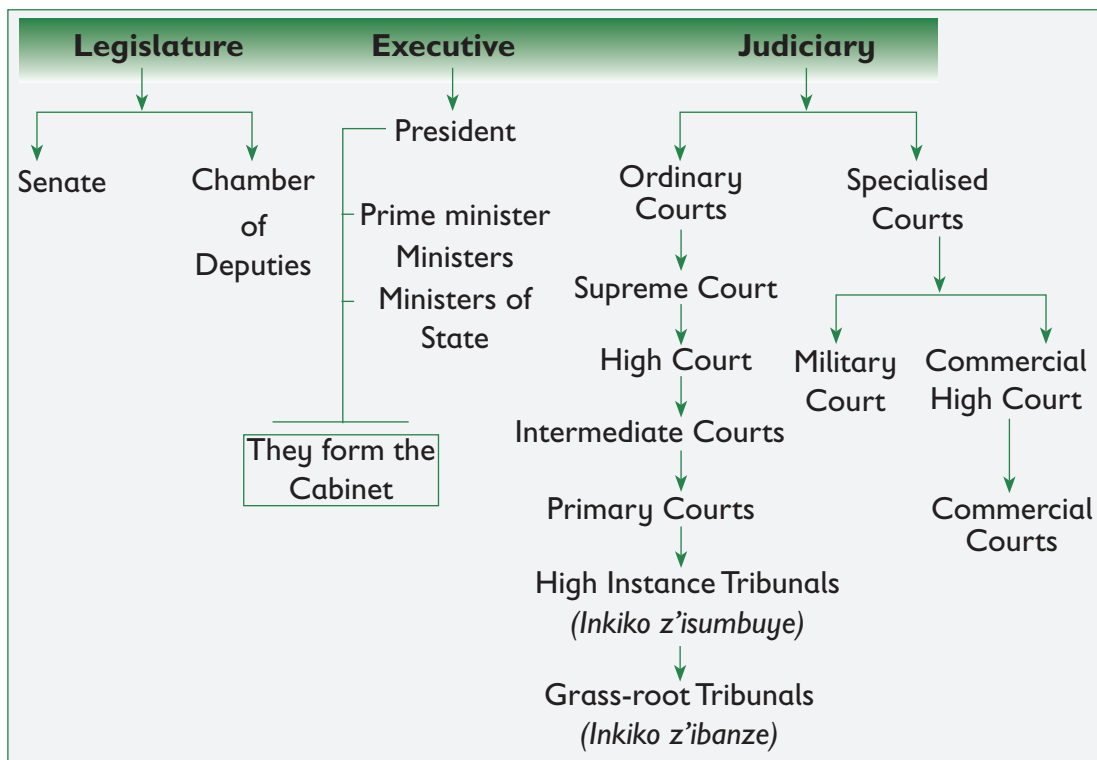 Legislature
Executive
Judiciary
Senate
Chamber
of
Deputies
President
Prime minister
Ministers
Ministers of
State
They form the
Cabinet
Ordinary
Courts
Supreme Court
High Court
Intermediate Courts
Primary Courts
High Instance Tribunals
(Inkiko z'isumbuye)
Grass-root Tribunals
(Inkiko z'ibanze)
Specialised
Courts
Military
Court
Commercial
High Court
Commercial
Courts